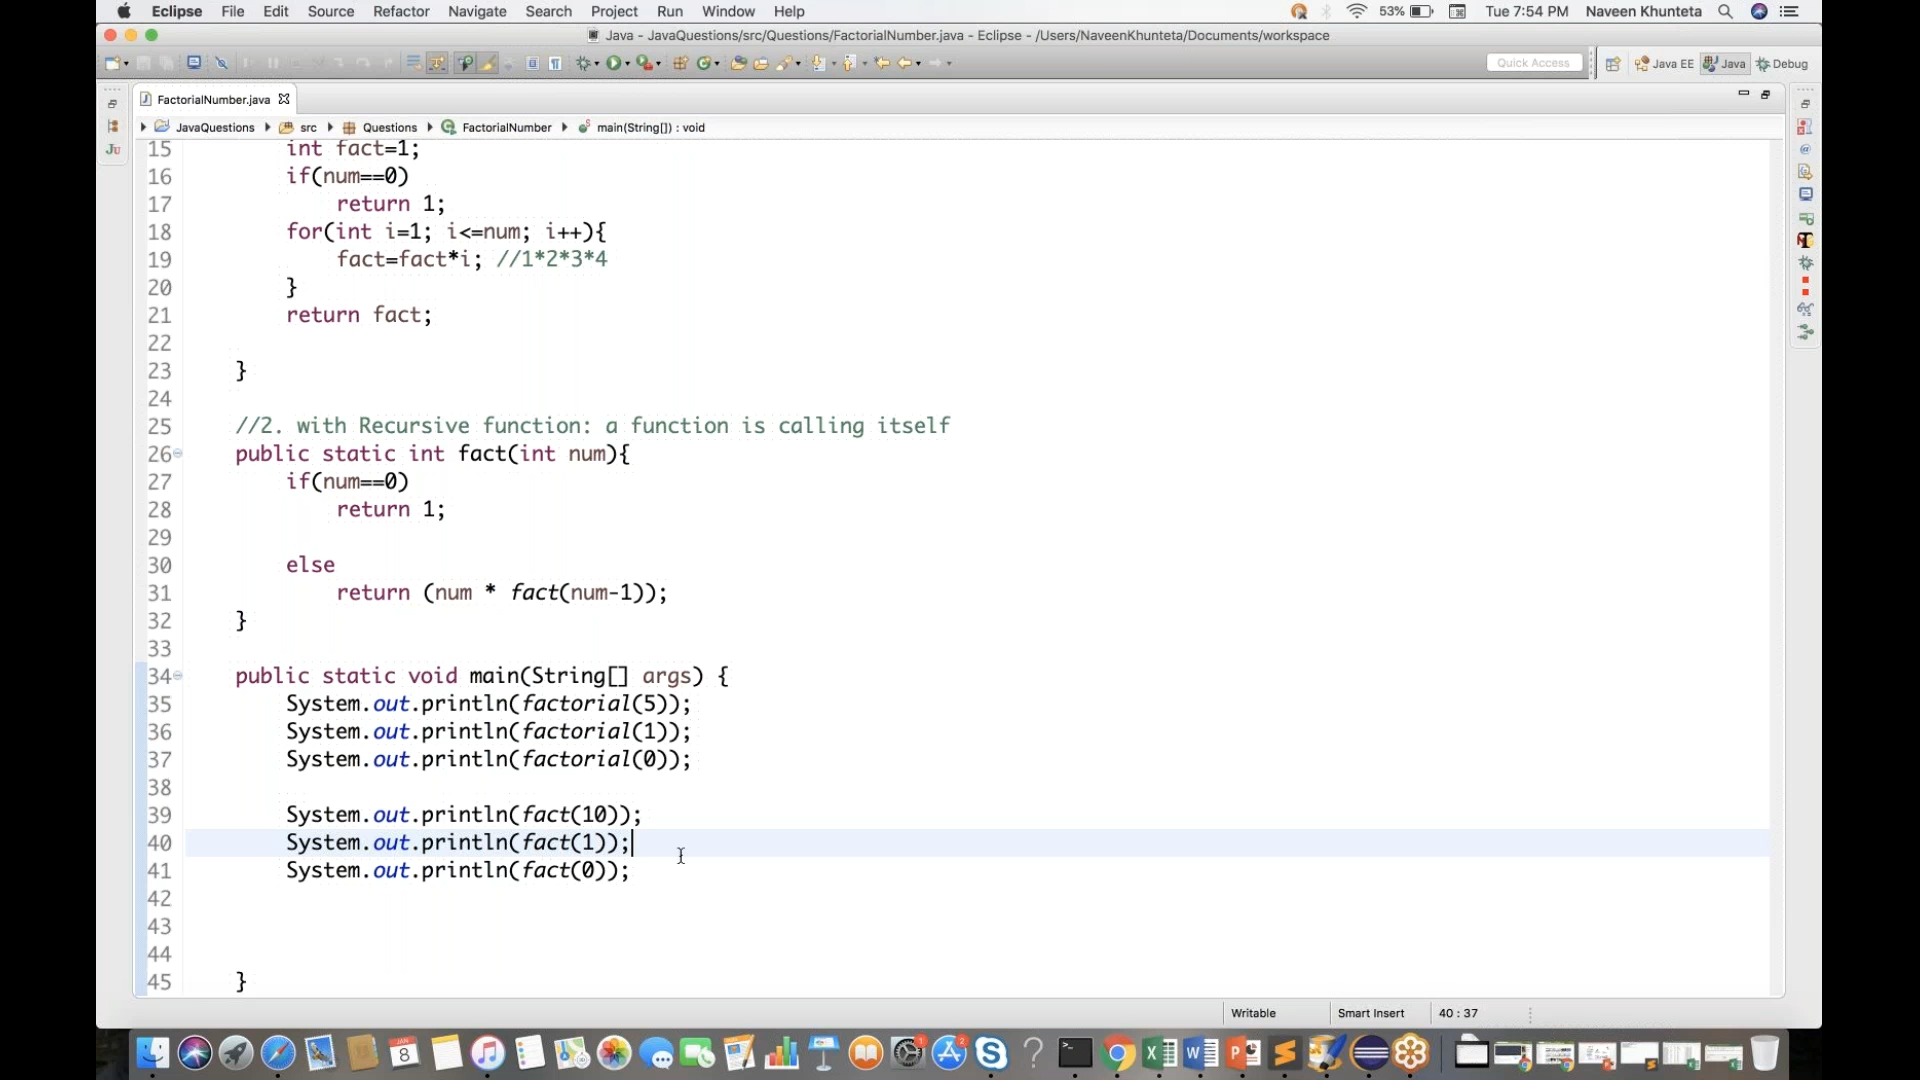 Eclipse File Edit Source Refactor Navigate Search Project Run Window Help 53% Tue 7:54 PM Naveen Khunteta
Java - JavaQuestions/src/Questions/FactorialNumber.java - Eclipse - /Users/NaveenKhunteta/Documents/workspace
Quick Access Java EE Java Debug
FactorialNumber.java
JavaQuestions src Questions FactorialNumber main(String[]) : void
15 int fact=1;
16 if(num==0)
17 return 1;
18 for(int i=1; i<=num; i++){
19 fact=fact*i; //1*2*3*4
20 }
21 return fact;
22
23 }
24
25 //2. with Recursive function: a function is calling itself
26 public static int fact(int num){
27 if(num==0)
28 return 1;
29
30 else
31 return (num * fact(num-1));
32 }
33
34 public static void main(String[] args) {
35 System.out.println(factorial(5));
36 System.out.println(factorial(1));
37 System.out.println(factorial(0));
38
39 System.out.println(fact(10));
40 System.out.println(fact(1));
41 System.out.println(fact(0));
42
43
44
45 }
Writable Smart Insert 40 : 37